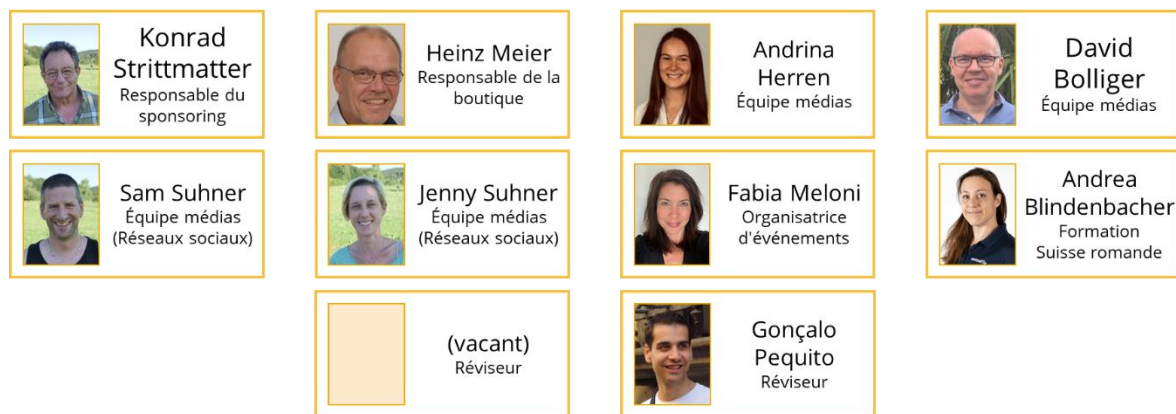 Konrad
Strittmatter
Responsable du
sponsoring
Heinz Meier
Responsable de la
boutique
Andrina
Herren
Équipe médias
David
Bolliger
Équipe médias
Sam Suhner
Équipe médias
(Réseaux sociaux)
Jenny Suhner
Équipe médias
(Réseaux sociaux)
Fabia Meloni
Organisatrice
d'événements
Andrea
Blindenbacher
Formation
Suisse romande
(vacant)
Réviseur
Gonçalo
Pequito
Réviseur